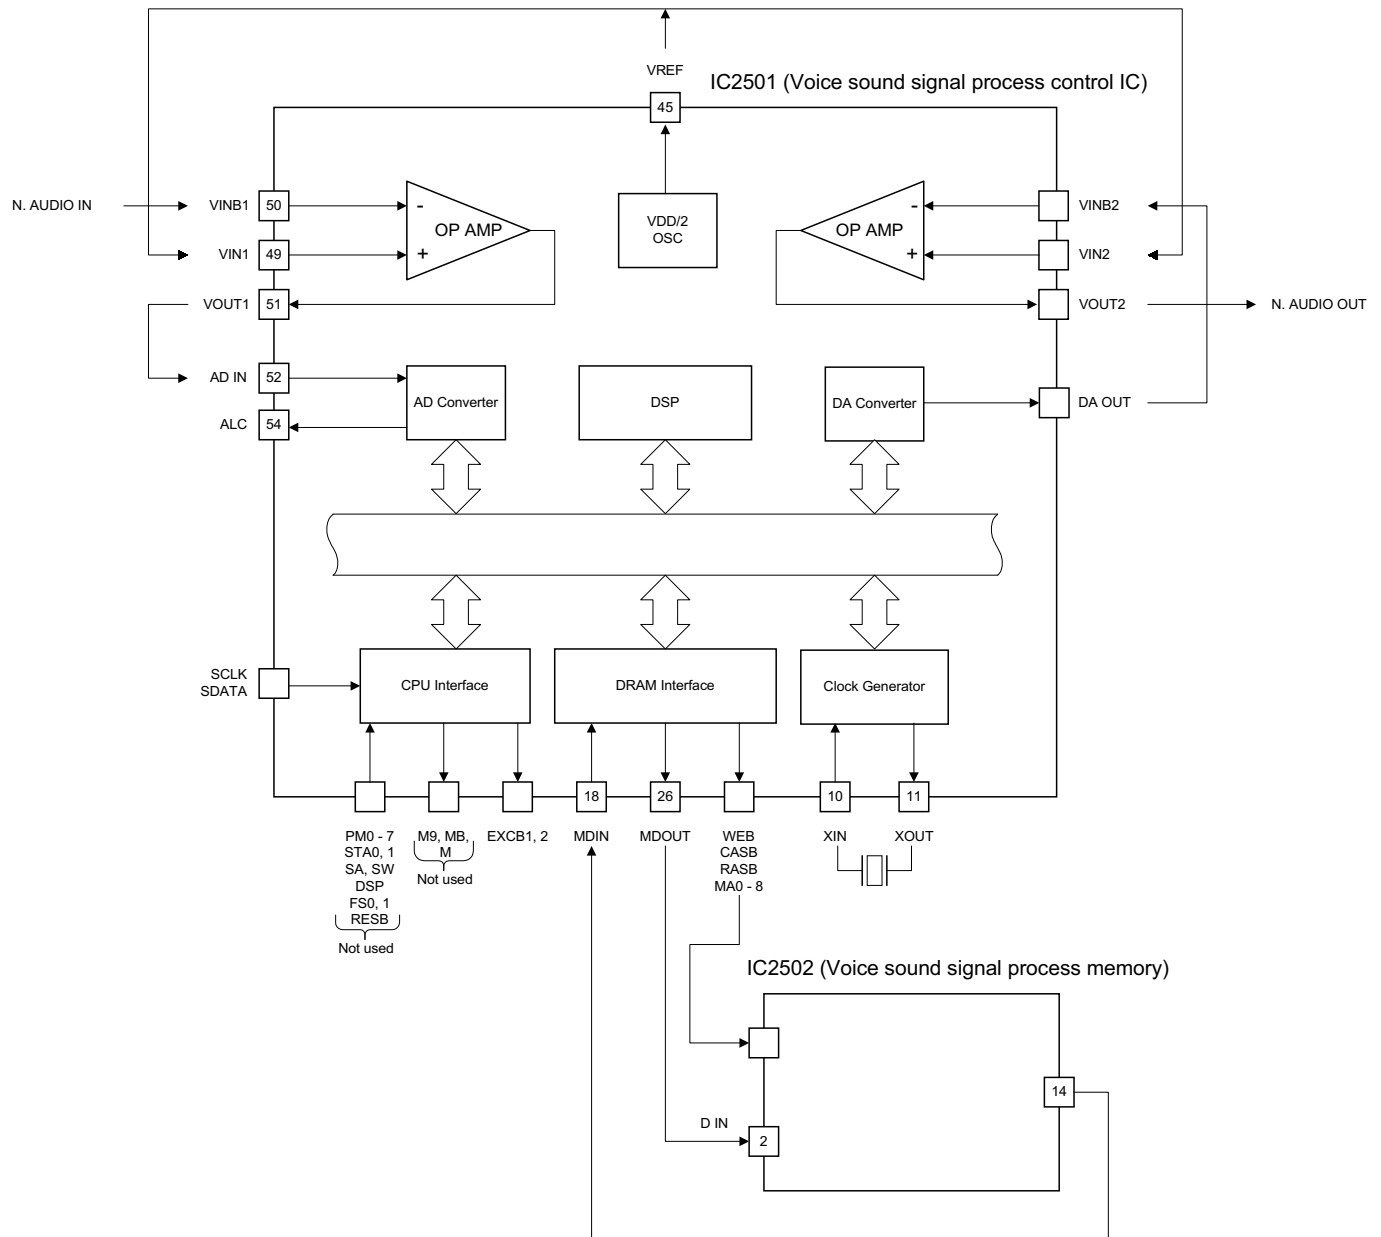 VREF
IC2501 (Voice sound signal process control IC)
45
N. AUDIO IN
VINB1
50
-
OP AMP
+
VIN1
49
VOUT1
51
VDD/2
OSC
-
OP AMP
+
VINB2
VIN2
VOUT2
N. AUDIO OUT
AD IN
52
ALC
54
AD Converter
DSP
DA Converter
DA OUT
SCLK
SDATA
CPU Interface
DRAM Interface
Clock Generator
18
26
10
11
PM0 - 7
STA0, 1
SA, SW
DSP
FS0, 1
RESB
Not used
M9, MB,
M
Not used
EXCB1, 2
MDIN
MDOUT
WEB
CASB
RASB
MA0 - 8
XIN
XOUT
IC2502 (Voice sound signal process memory)
14
D IN
2